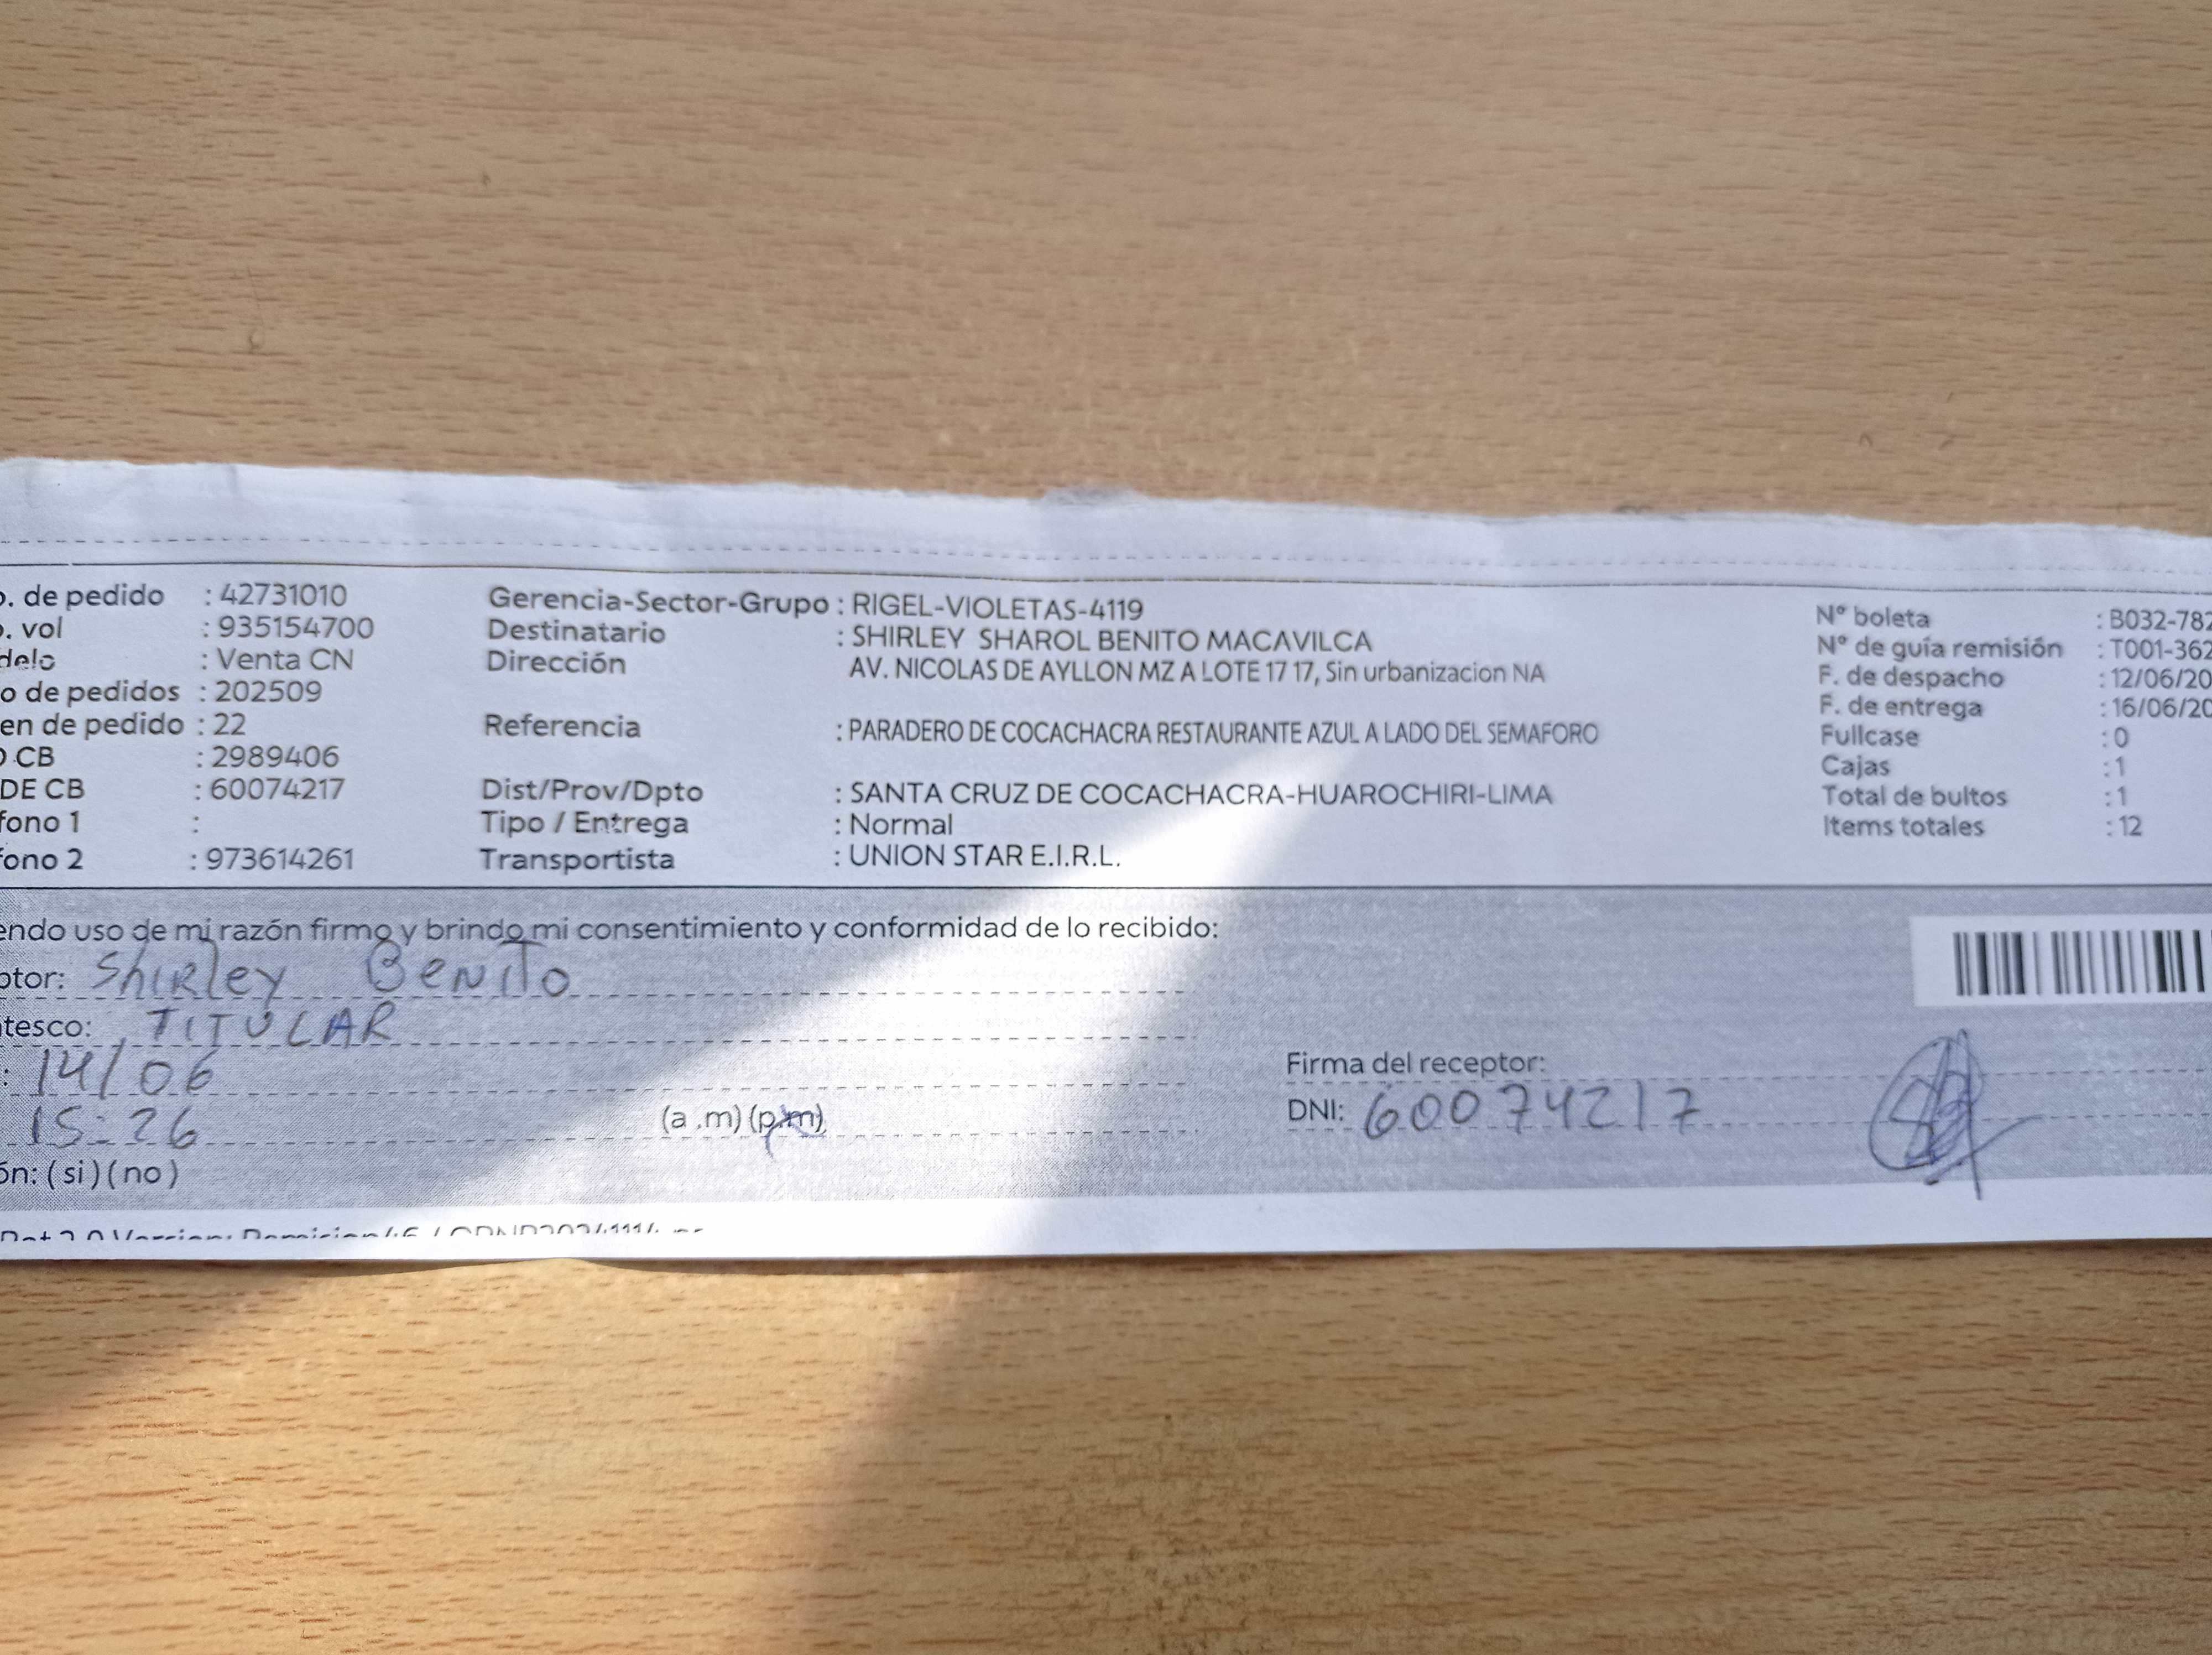 . de pedido : 42731010 Gerencia-Sector-Grupo : RIGEL-VIOLETAS-4119 N° boleta : B032-782
. vol : 935154700 Destinatario : SHIRLEY SHAROL BENITO MACAVILCA N° de guía remisión : T001-362
delo : Venta CN Dirección AV. NICOLAS DE AYLLON MZ A LOTE 17 17, Sin urbanizacion NA F. de despacho : 12/06/20
o de pedidos : 202509 F. de entrega : 16/06/20
en de pedido : 22 Referencia : PARADERO DE COCACHACRA RESTAURANTE AZUL A LADO DEL SEMAFORO Fullcase : 0
CB : 2989406 Cajas : 1
DE CB : 60074217 Dist/Prov/Dpto : SANTA CRUZ DE COCACHACRA-HUAROCHIRI-LIMA Total de bultos : 1
fono 1 : Tipo / Entrega : Normal Items totales : 12
fono 2 : 973614261 Transportista : UNION STAR E.I.R.L.
endo uso de mi razón firmo y brindo mi consentimiento y conformidad de lo recibido:
ptor: Shirley Benito
ntesco: TITULAR
: 14/06 Firma del receptor:
15:26 (a .m) (p.m) DNI: 60074217
ón: ( si ) ( no )